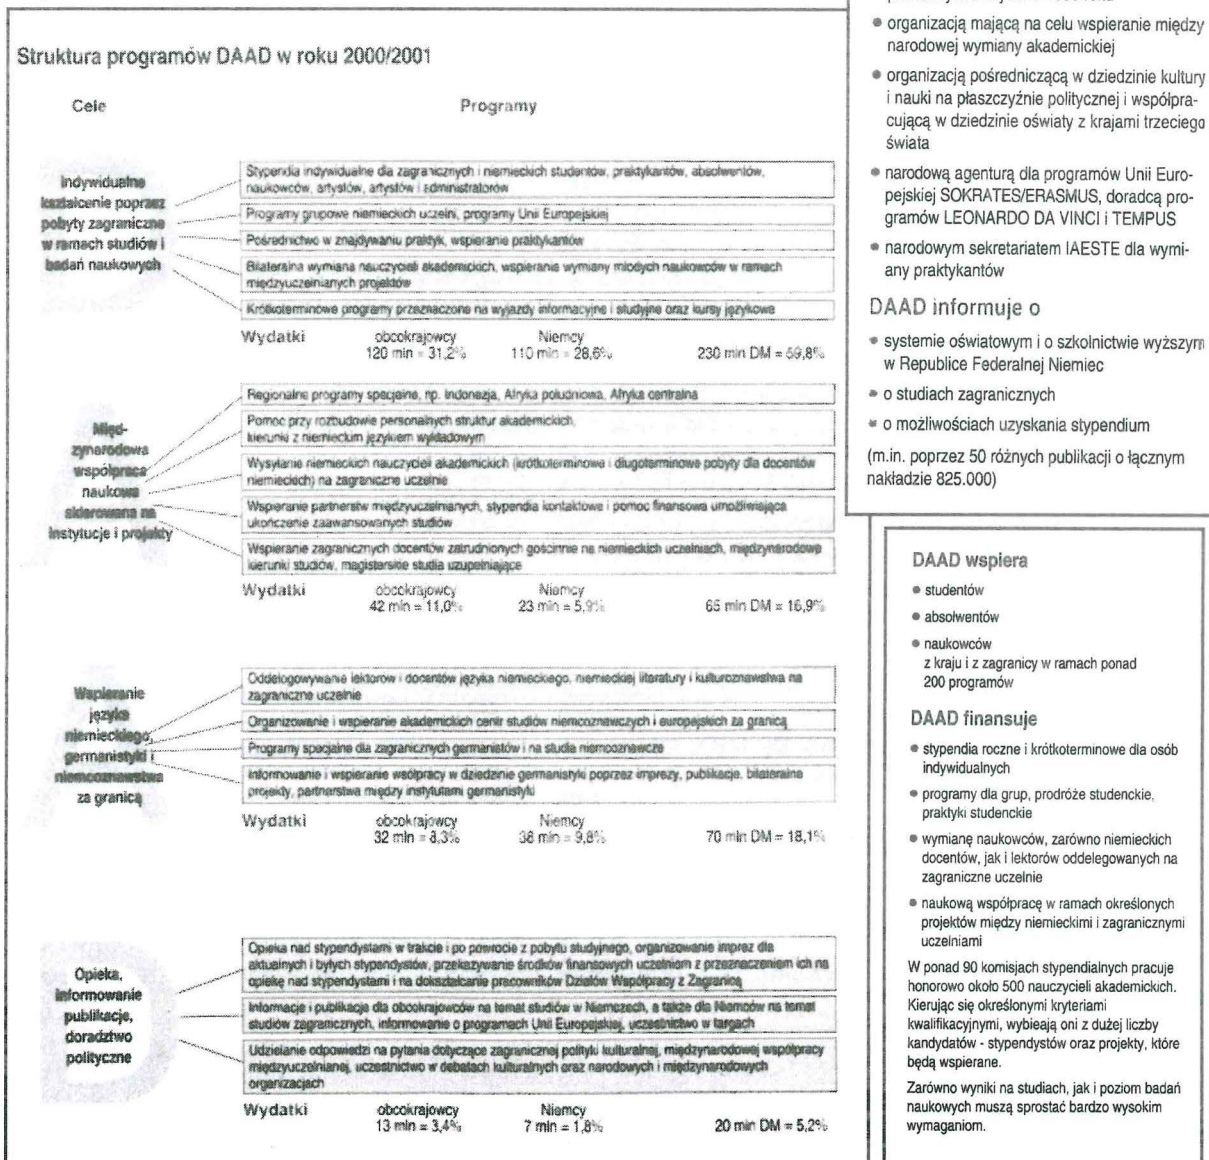 Struktura programów DAAD w roku 2000/2001
Cele
Programy
Indywidualne
kształcenie poprzez
pobyty zagraniczne
w ramach studiów i
badań naukowych
Stypendia indywidualne dla zagranicznych i niemieckich studentów, praktykantów, absolwentów,
naukowców, artystów, artystów i administratorów
Programy grupowe niemieckich uczelni, programy Unii Europejskiej
Pośrednictwo w znajdywaniu praktyk, wspieranie praktykantów
Bilateralna wymiana nauczycieli akademickich, wspieranie wymiany młodych naukowców w ramach
międzyuczelnianych projektów
Krótkoterminowe programy przeznaczone na wyjazdy informacyjne i studyjne oraz kursy językowe
Wydatki obcokrajowcy Niemcy
120 mln = 31,2% 110 mln = 28,6% 230 mln DM = 59,8%
Międ-
zynarodowa
współpraca
naukowa
skierowana na
instytucje i projekty
Regionalne programy specjalne, np. Indonezja, Afryka południowa, Afryka centralna
Pomoc przy rozbudowie personalnych struktur akademickich,
kierunki z niemieckim językiem wykładowym
Wysyłanie niemieckich nauczycieli akademickich (krótkoterminowe i długoterminowe pobyty dla docentów
niemieckich) na zagraniczne uczelnie
Wspieranie partnerstw międzyuczelnianych, stypendia kontaktowe i pomoc finansowa umożliwiająca
ukończenie zaawansowanych studiów
Wspieranie zagranicznych docentów zatrudnionych gościnnie na niemieckich uczelniach, międzynarodowe
kierunki studiów, magisterskie studia uzupełniające
Wydatki obcokrajowcy Niemcy
42 mln = 11,0% 23 mln = 5,9% 65 mln DM = 16,9%
Wspieranie
języka
niemieckiego,
germanistyki i
niemcoznawstwa
za granicą
Oddelegowywanie lektorów i docentów języka niemieckiego, niemieckiej literatury i kulturoznawstwa na
zagraniczne uczelnie
Organizowanie i wspieranie akademickich centr studiów niemcoznawczych i europejskich za granicą
Programy specjalne dla zagranicznych germanistów i na studia niemcoznawcze
Informowanie i wspieranie współpracy w dziedzinie germanistyki poprzez imprezy, publikacje, bilateralne
projekty, partnerstwa między instytutami germanistyki
Wydatki obcokrajowcy Niemcy
32 mln = 8,3% 38 mln = 9,8% 70 mln DM = 18,1%
Opieka,
informowanie
publikacje,
doradztwo
polityczne
Opieka nad stypendystami w trakcie i po powrocie z pobytu studyjnego, organizowanie imprez dla
aktualnych i byłych stypendystów, przekazywanie środków finansowych uczelniom z przeznaczeniem ich na
opiekę nad stypendystami i na dokształcanie pracowników Działów Współpracy z Zagranicą
Informacje i publikacje dla obcokrajowców na temat studiów w Niemczech, a także dla Niemców na temat
studiów zagranicznych, informowanie o programach Unii Europejskiej, uczestnictwo w targach
Udzielanie odpowiedzi na pytania dotyczące zagranicznej polityki kulturalnej, międzynarodowej współpracy
międzyuczelnianej, uczestnictwo w debatach kulturalnych oraz narodowych i międzynarodowych
organizacjach
Wydatki obcokrajowcy Niemcy
13 mln = 3,4% 7 mln = 1,8% 20 mln DM = 5,2%
• organizacją mającą na celu wspieranie między
narodowej wymiany akademickiej
• organizacją pośredniczącą w dziedzinie kultury
i nauki na płaszczyźnie politycznej i współpra-
cującą w dziedzinie oświaty z krajami trzeciego
świata
• narodową agenturą dla programów Unii Euro-
pejskiej SOKRATES/ERASMUS, doradcą pro-
gramów LEONARDO DA VINCI i TEMPUS
• narodowym sekretariatem IAESTE dla wymi-
any praktykantów
DAAD informuje o
• systemie oświatowym i o szkolnictwie wyższym
w Republice Federalnej Niemiec
• o studiach zagranicznych
• o możliwościach uzyskania stypendium
(m.in. poprzez 50 różnych publikacji o łącznym
nakładzie 825.000)
DAAD wspiera
• studentów
• absolwentów
• naukowców
z kraju i z zagranicy w ramach ponad
200 programów
DAAD finansuje
• stypendia roczne i krótkoterminowe dla osób
indywidualnych
• programy dla grup, prodróże studenckie,
praktyki studenckie
• wymianę naukowców, zarówno niemieckich
docentów, jak i lektorów oddelegowanych na
zagraniczne uczelnie
• naukową współpracę w ramach określonych
projektów między niemieckimi i zagranicznymi
uczelniami
W ponad 90 komisjach stypendialnych pracuje
honorowo około 500 nauczycieli akademickich.
Kierując się określonymi kryteriami
kwalifikacyjnymi, wybieają oni z dużej liczby
kandydatów - stypendystów oraz projekty, które
będą wspierane.
Zarówno wyniki na studiach, jak i poziom badań
naukowych muszą sprostać bardzo wysokim
wymaganiom.